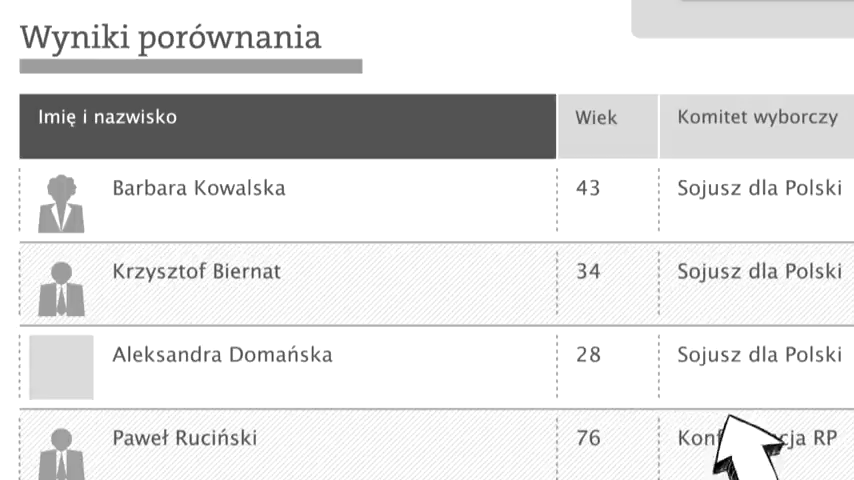 Wyniki porównania
Imię i nazwisko Wiek Komitet wyborczy
Barbara Kowalska 43 Sojusz dla Polski
Krzysztof Biernat 34 Sojusz dla Polski
Aleksandra Domańska 28 Sojusz dla Polski
Paweł Ruciński 76 RP